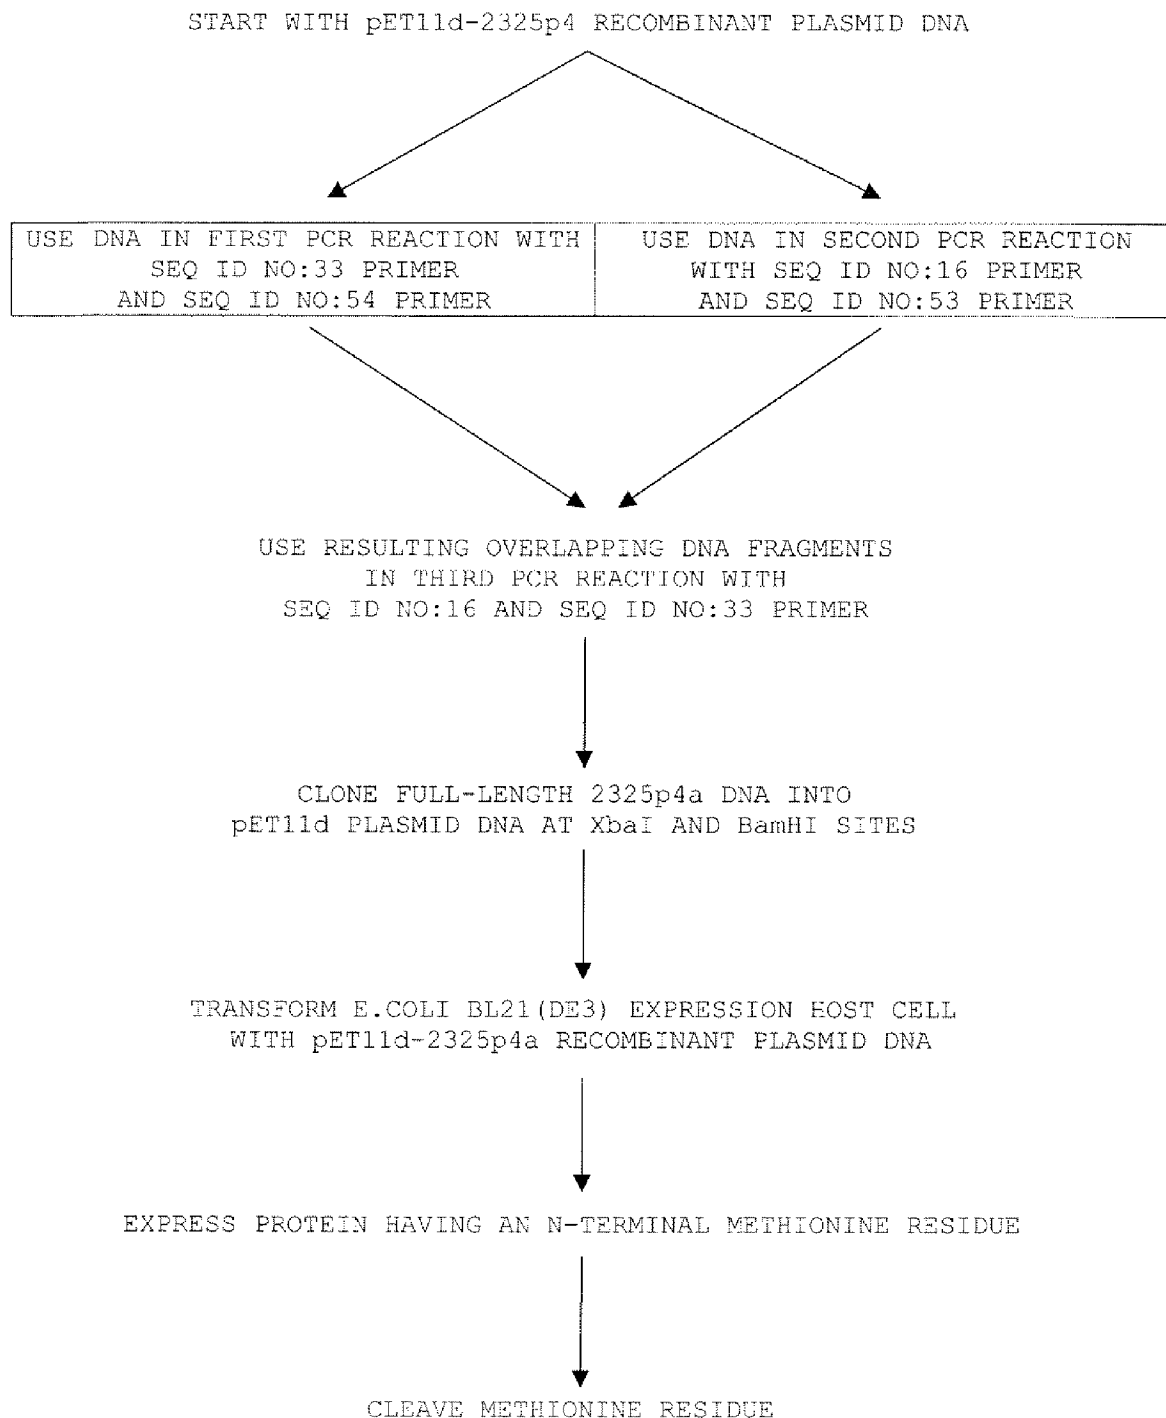 START WITH pET11d-2325p4 RECOMBINANT PLASMID DNA
USE DNA IN FIRST PCR REACTION WITH
SEQ ID NO:33 PRIMER
AND SEQ ID NO:54 PRIMER
USE DNA IN SECOND PCR REACTION
WITH SEQ ID NO:16 PRIMER
AND SEQ ID NO:53 PRIMER
USE RESULTING OVERLAPPING DNA FRAGMENTS
IN THIRD PCR REACTION WITH
SEQ ID NO:16 AND SEQ ID NO:33 PRIMER
CLONE FULL-LENGTH 2325p4a DNA INTO
pET11d PLASMID DNA AT XbaI AND BamHI SITES
TRANSFORM E.COLI BL21(DE3) EXPRESSION HOST CELL
WITH pET11d-2325p4a RECOMBINANT PLASMID DNA
EXPRESS PROTEIN HAVING AN N-TERMINAL METHIONINE RESIDUE
CLEAVE METHIONINE RESIDUE